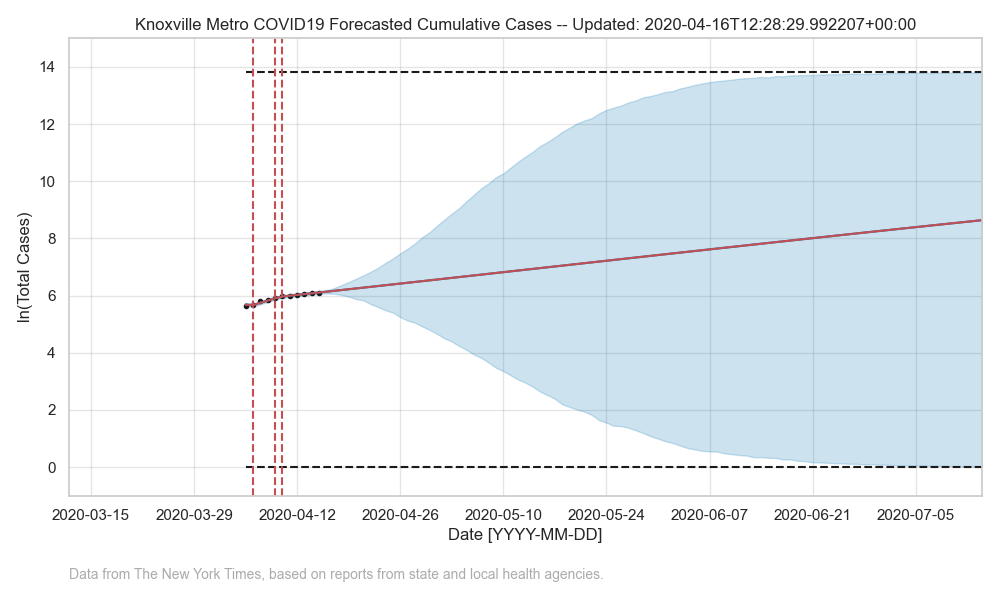 Knoxville Metro COVID19 Forecasted Cumulative Cases -- Updated: 2020-04-16T12:28:29.992207+00:00
ln(Total Cases)
14
12
10
8
6
4
2
0
2020-03-15 2020-03-29 2020-04-12 2020-04-26 2020-05-10 2020-05-24 2020-06-07 2020-06-21 2020-07-05
Date [YYYY-MM-DD]
Data from The New York Times, based on reports from state and local health agencies.